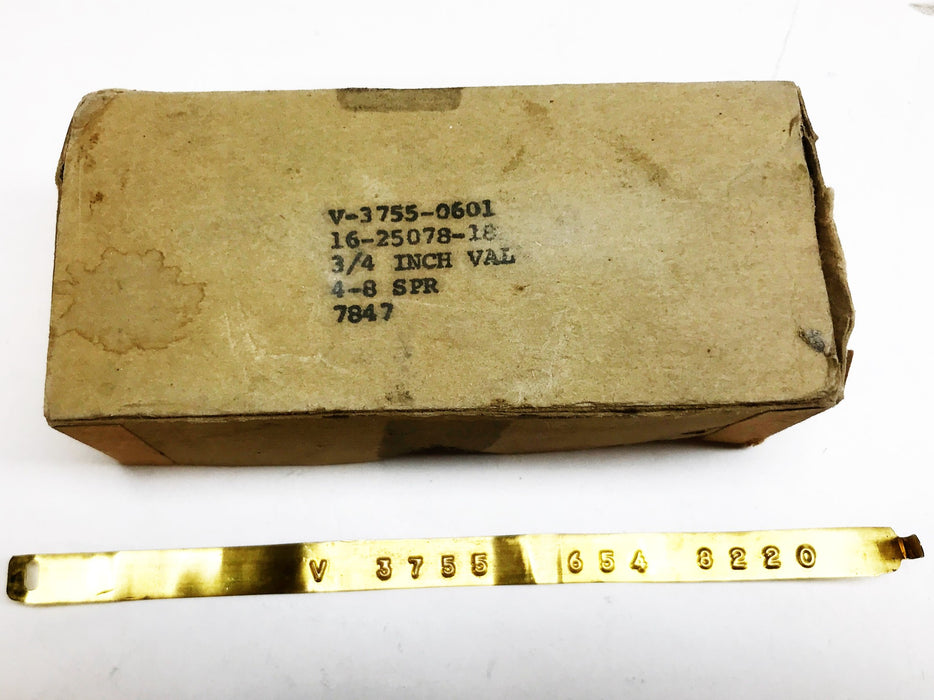 V-3755-0601
16-25078-18
3/4 INCH VAL
4-8 SPR
7847
V 3755 654 8220